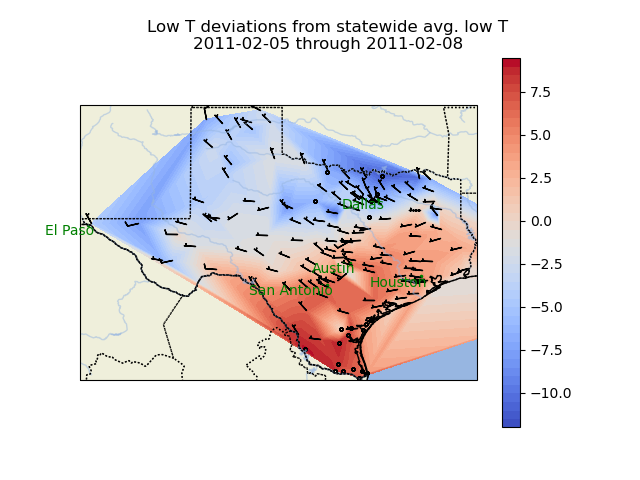 Low T deviations from statewide avg. low T
2011-02-05 through 2011-02-08
7.5
5.0
2.5
0.0
−2.5
−5.0
−7.5
−10.0
Dallas
El Paso
Austin
San Antonio
Houston